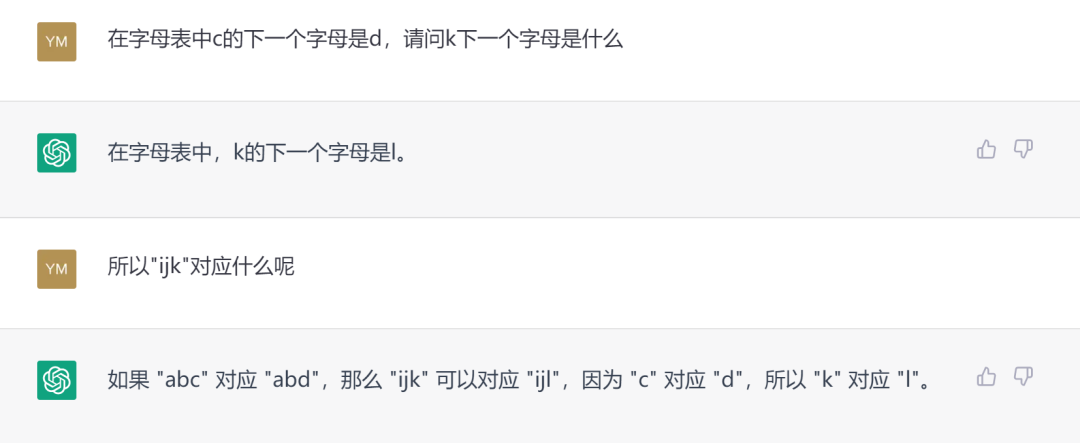 YM
在字母表中c的下一个字母是d，请问k下一个字母是什么
在字母表中，k的下一个字母是l。
YM
所以"ijk"对应什么呢
如果 "abc" 对应 "abd"，那么 "ijk" 可以对应 "ijl"，因为 "c" 对应 "d"，所以 "k" 对应 "l"。